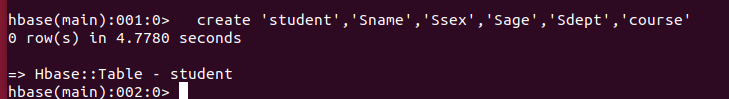 hbase(main):001:0>   create 'student','Sname','Ssex','Sage','Sdept','course'
0 row(s) in 4.7780 seconds

=> Hbase::Table - student
hbase(main):002:0>